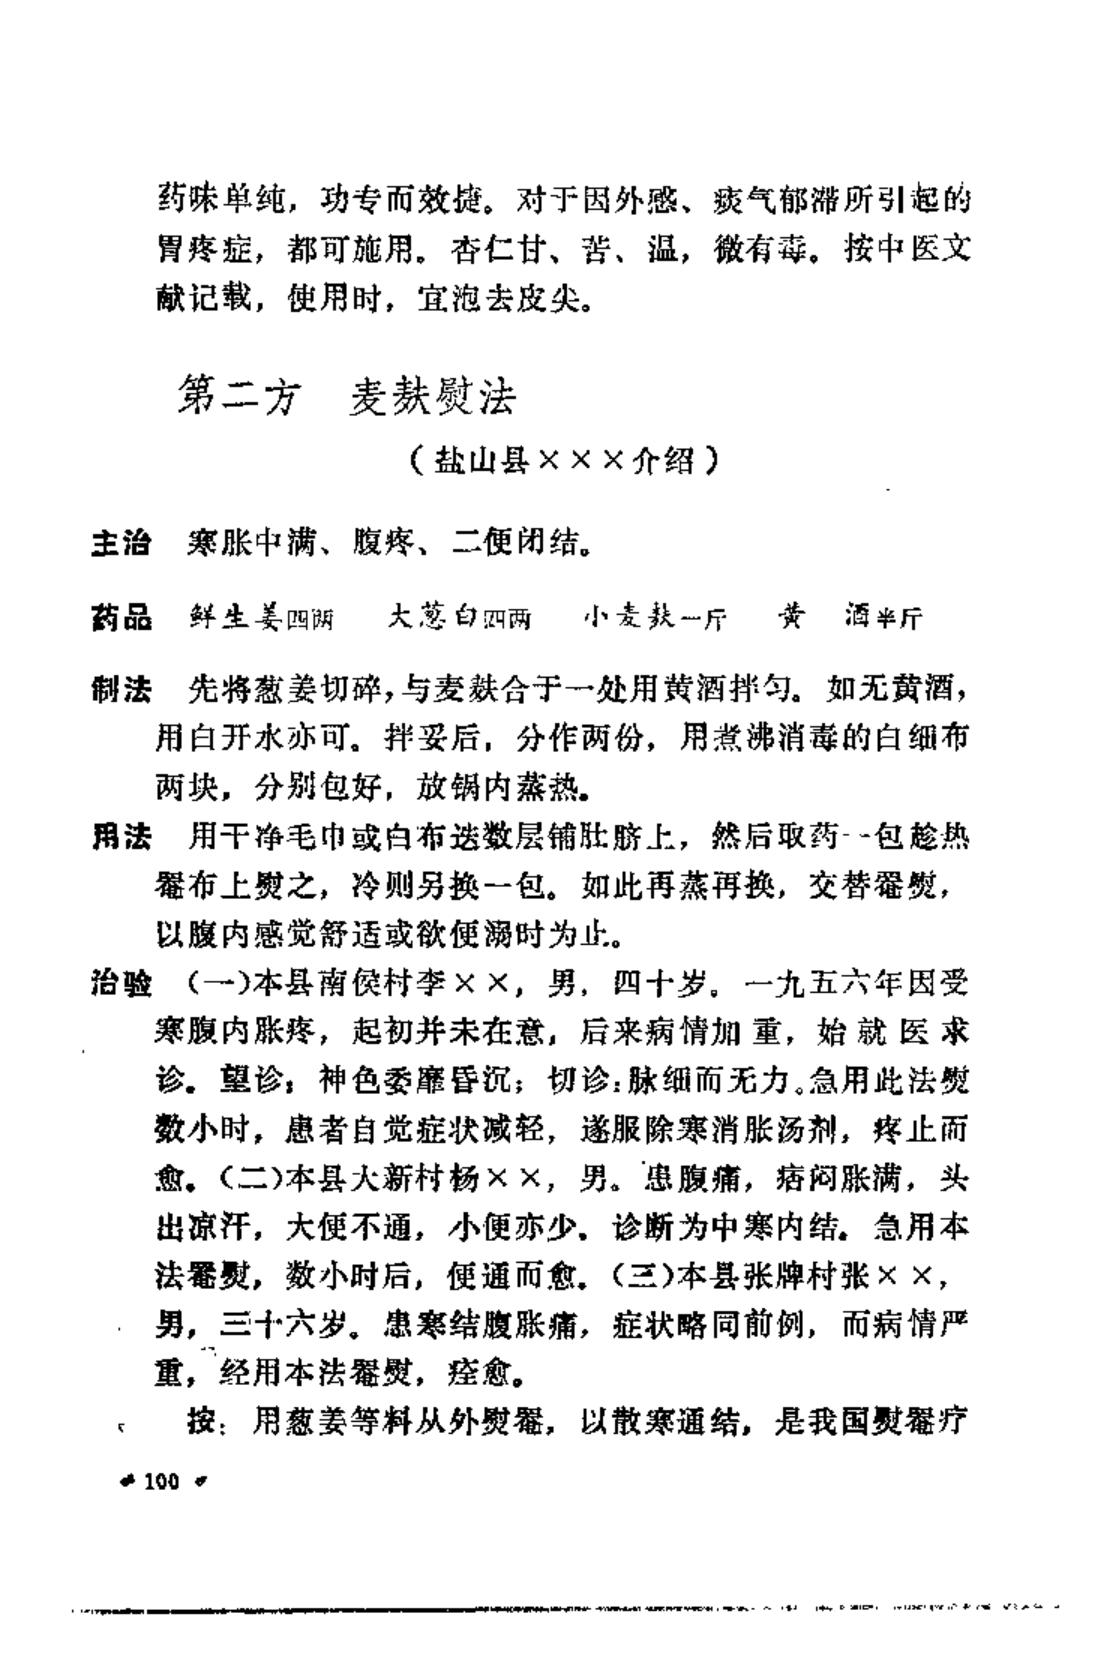 药味单纯，功专而效捷。对于因外感、痰气郁滞所引起的
胃疼症，都可施用。杏仁甘、苦、温，微有毒。按中医文
献记载，使用时，宜泡去皮尖。
第二方　麦麸熨法
（盐山县×××介绍）
主治　寒胀中满、腹疼、二便闭结。
药品　鲜生姜四两　大葱白四两　小麦麸一斤　黄　酒半斤
制法　先将葱姜切碎，与麦麸合于一处用黄酒拌匀。如无黄酒，
用白开水亦可。拌妥后，分作两份，用煮沸消毒的白细布
两块，分别包好，放锅内蒸热。
用法　用干净毛巾或白布迭数层铺肚脐上，然后取药一包趁热
罨布上熨之，冷则另换一包。如此再蒸再换，交替罨熨，
以腹内感觉舒适或欲便溺时为止。
治验　（一）本县南侯村李××，男，四十岁。一九五六年因受
寒腹内胀疼，起初并未在意，后来病情加重，始就医求
诊。望诊：神色委靡昏沉；切诊：脉细而无力。急用此法熨
数小时，患者自觉症状减轻，遂服除寒消胀汤剂，疼止而
愈。（二）本县大新村杨××，男。患腹痛，痞闷胀满，头
出凉汗，大便不通，小便亦少。诊断为中寒内结。急用本
法罨熨，数小时后，便通而愈。（三）本县张牌村张××，
男，三十六岁。患寒结腹胀痛，症状略同前例，而病情严
重，经用本法罨熨，痊愈。
按：用葱姜等料从外熨罨，以散寒通结，是我国熨罨疗
100